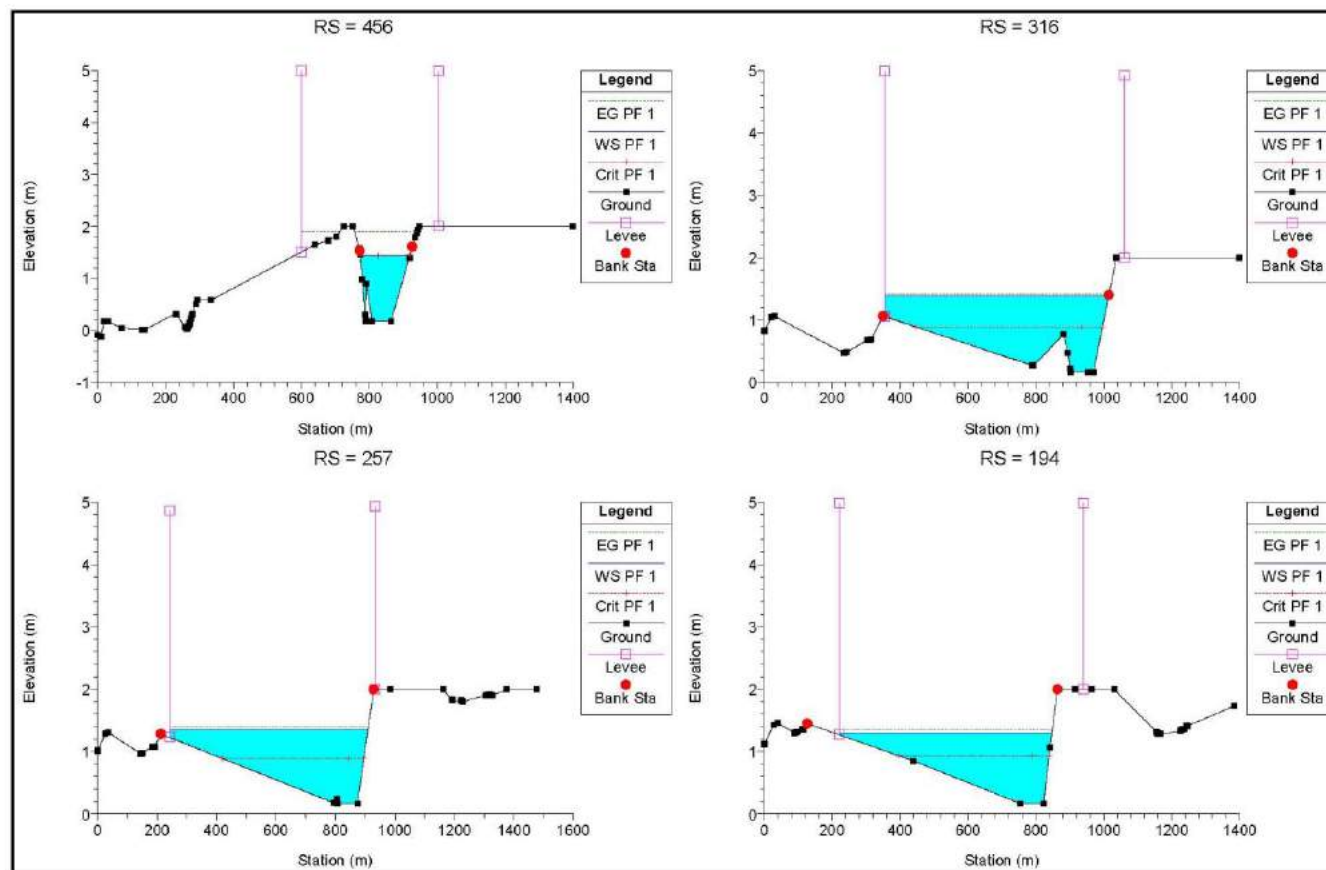 RS = 456
5
4
3
2
1
0
-1
Elevation (m)
0 200 400 600 800 1000 1200 1400
Station (m)
Legend
EG PF 1
WS PF 1
Crit PF 1
Ground
Levee
Bank Sta
RS = 316
5
4
3
2
1
0
Elevation (m)
0 200 400 600 800 1000 1200 1400
Station (m)
Legend
EG PF 1
WS PF 1
Crit PF 1
Ground
Levee
Bank Sta
RS = 257
5
4
3
2
1
0
Elevation (m)
0 200 400 600 800 1000 1200 1400 1600
Station (m)
Legend
EG PF 1
WS PF 1
Crit PF 1
Ground
Levee
Bank Sta
RS = 194
5
4
3
2
1
0
Elevation (m)
0 200 400 600 800 1000 1200 1400
Station (m)
Legend
EG PF 1
WS PF 1
Crit PF 1
Ground
Levee
Bank Sta